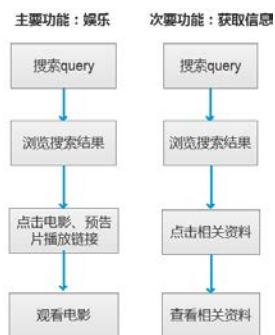 主要功能：娱乐
次要功能：获取信息
搜索query
搜索query
浏览搜索结果
浏览搜索结果
点击电影、预告
片播放链接
点击相关资料
观看电影
查看相关资料